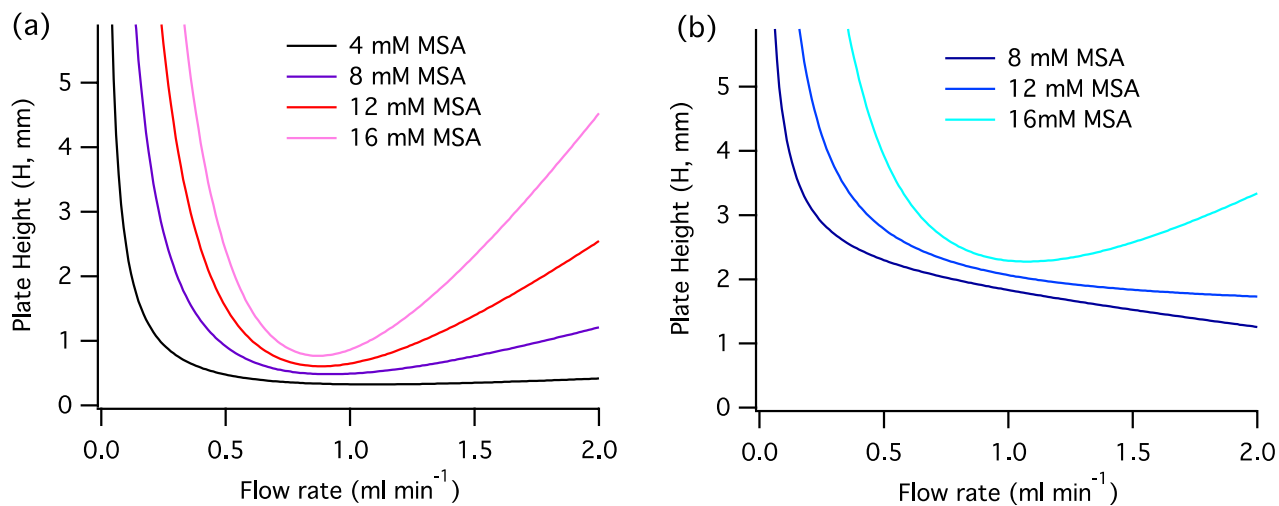 (a)
4 mM MSA
8 mM MSA
12 mM MSA
16 mM MSA
Plate Height (H, mm)
5
4
3
2
1
0
0.0 0.5 1.0 1.5 2.0
Flow rate (ml min⁻¹)
(b)
8 mM MSA
12 mM MSA
16mM MSA
Plate Height (H, mm)
5
4
3
2
1
0
0.0 0.5 1.0 1.5 2.0
Flow rate (ml min⁻¹)